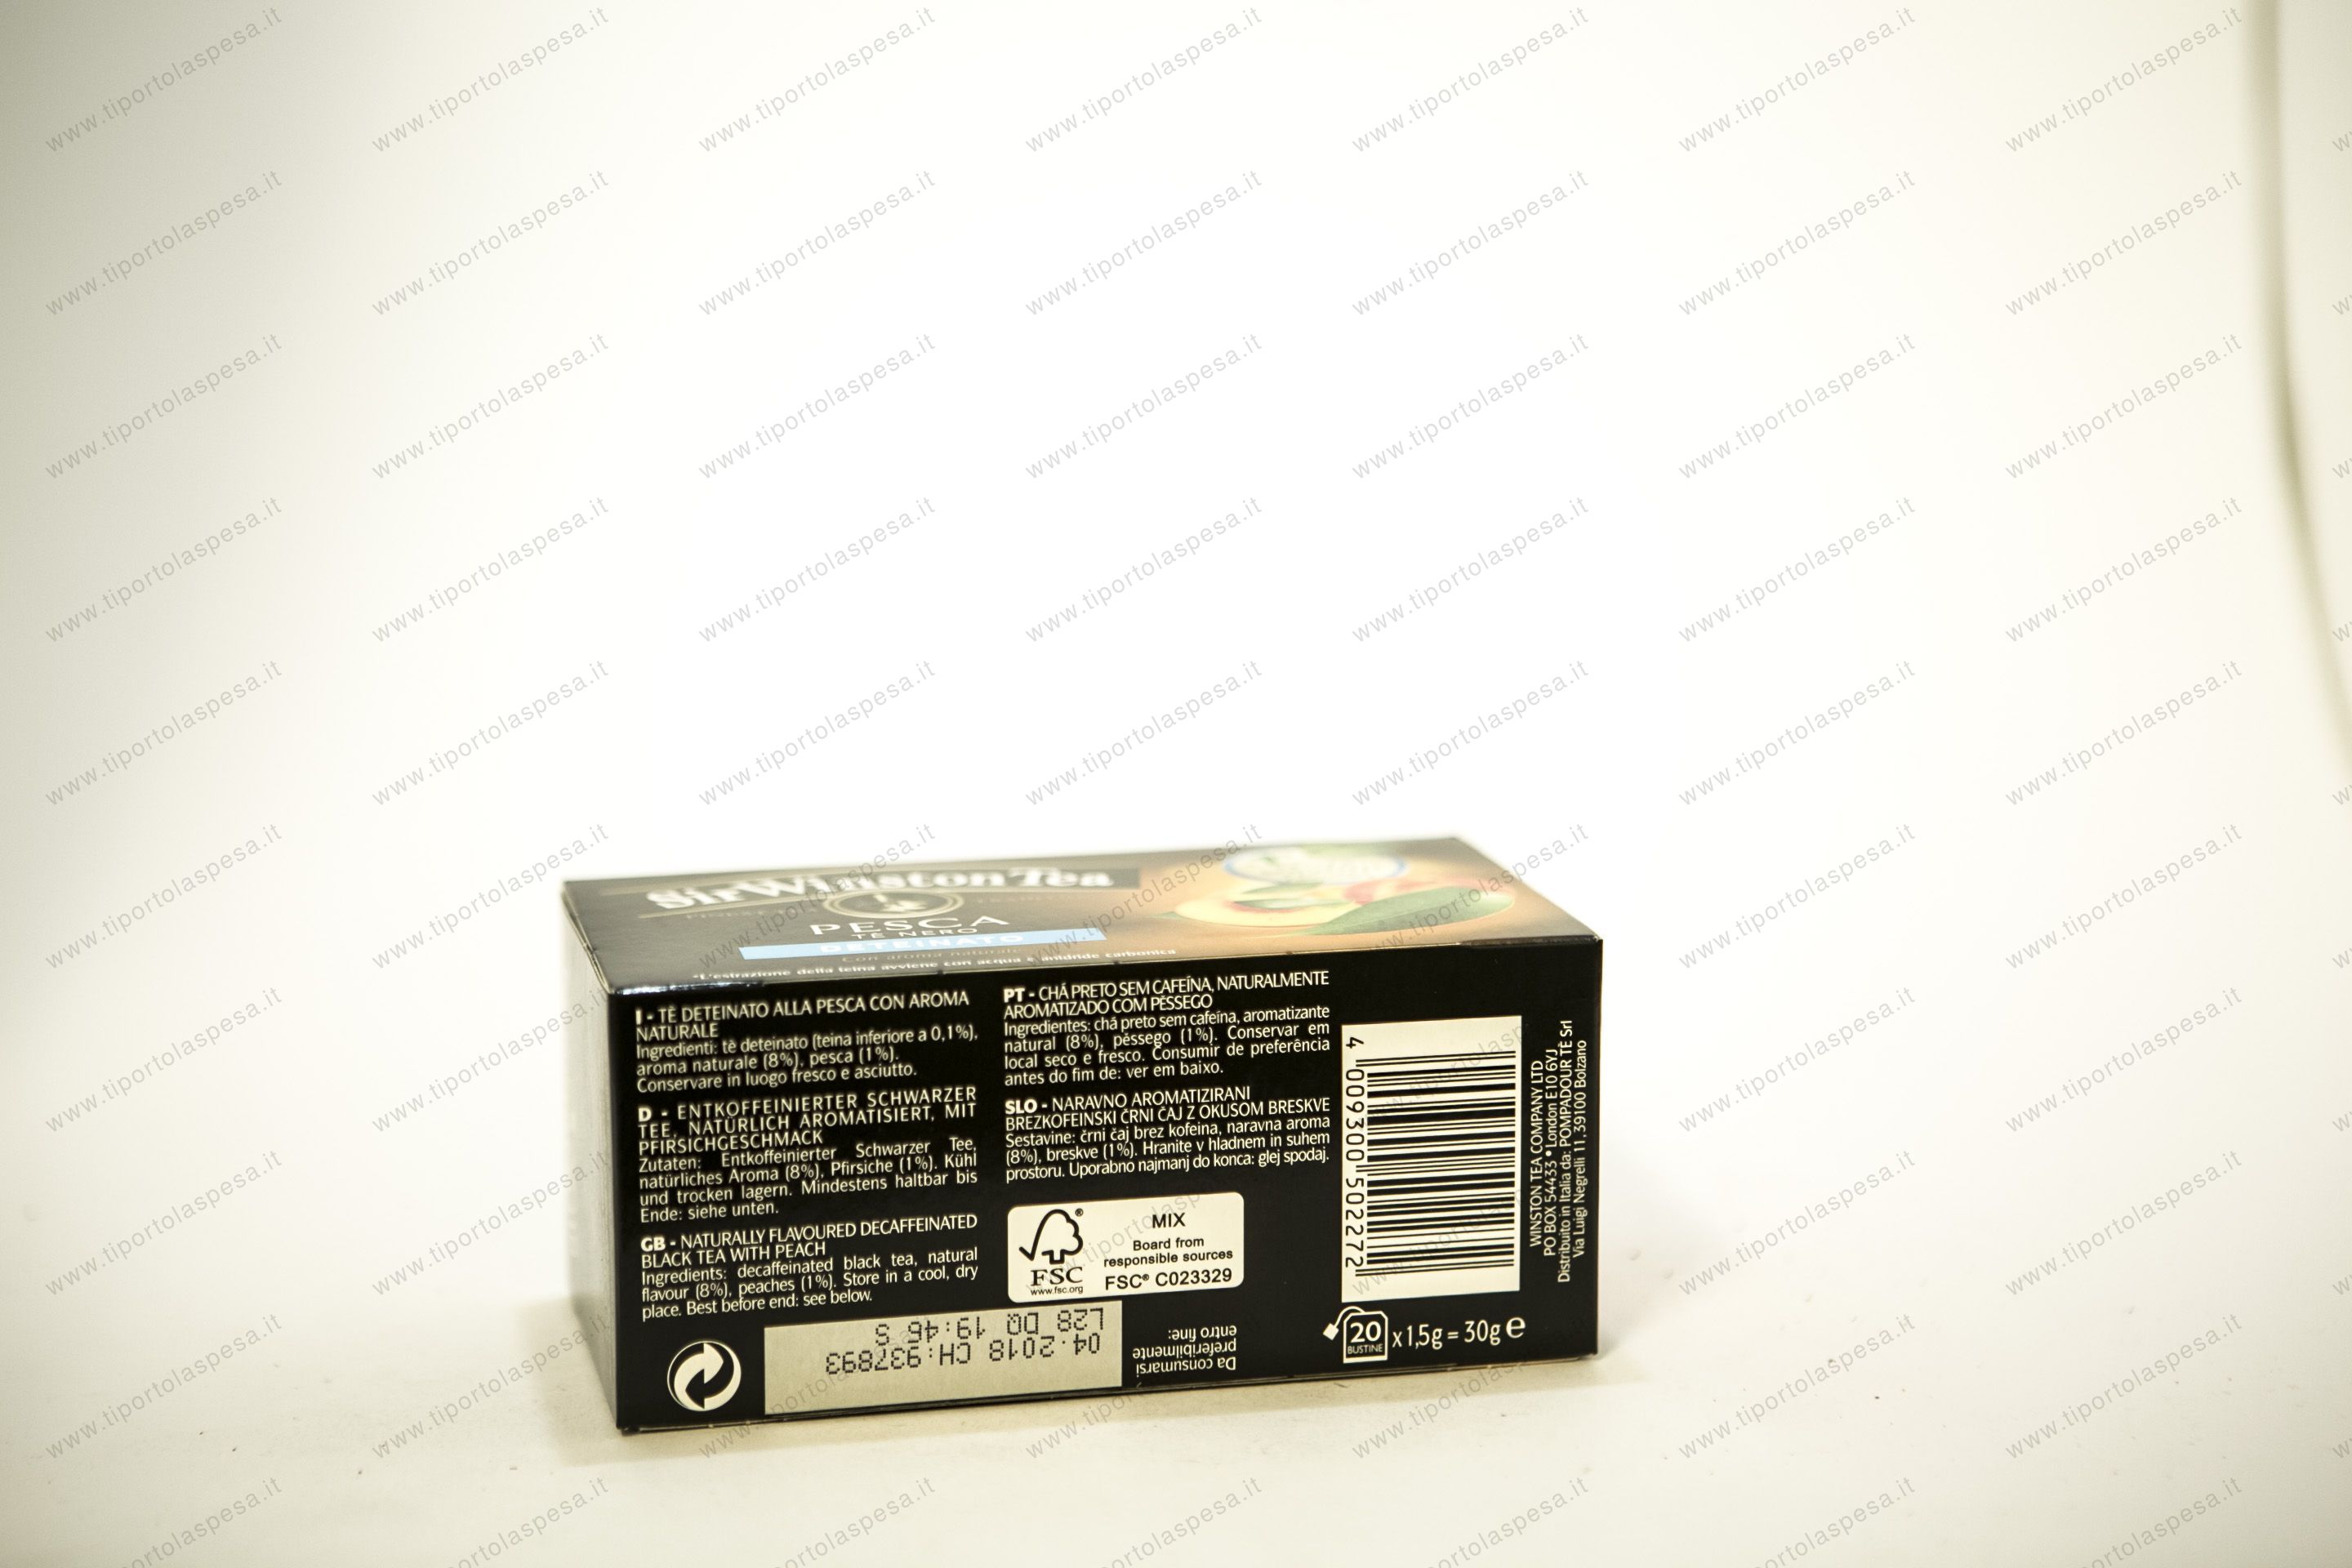 SirWinston Tea
PESCA
TÈ NERO
DETEINATO
Con aroma naturale
*L'estrazione della teina avviene con acqua e anidride carbonica
I - TÈ DETEINATO ALLA PESCA CON AROMA
NATURALE
Ingredienti: tè deteinato (teina inferiore a 0,1%),
aroma naturale (8%), pesca (1%).
Conservare in luogo fresco e asciutto.
D - ENTKOFFEINIERTER SCHWARZER
TEE, NATÜRLICH AROMATISIERT, MIT
PFIRSICHGESCHMACK
Zutaten: Entkoffeinierter Schwarzer Tee,
natürliches Aroma (8%), Pfirsiche (1%). Kühl
und trocken lagern. Mindestens haltbar bis
Ende: siehe unten.
GB - NATURALLY FLAVOURED DECAFFEINATED
BLACK TEA WITH PEACH
Ingredients: decaffeinated black tea, natural
flavour (8%), peaches (1%). Store in a cool, dry
place. Best before end: see below.
PT - CHÁ PRETO SEM CAFEÍNA, NATURALMENTE
AROMATIZADO COM PÊSSEGO
Ingredientes: chá preto sem cafeína, aromatizante
natural (8%), pêssego (1%). Conservar em
local seco e fresco. Consumir de preferência
antes do fim de: ver em baixo.
SLO - NARAVNO AROMATIZIRANI
BREZKOFEINSKI ČRNI ČAJ Z OKUSOM BRESKVE
Sestavine: črni čaj brez kofeina, naravna aroma
(8%), breskve (1%). Hranite v hladnem in suhem
prostoru. Uporabno najmanj do konca: glej spodaj.
FSC
www.fsc.org
MIX
Board from
responsible sources
FSC® C023329
4 009300 502272
WINSTON TEA COMPANY LTD
PO BOX 54433 • London E10 6YJ
Distribuito in Italia da: POMPADOUR TÈ Srl
Via Luigi Negrelli 11, 39100 Bolzano
20
BUSTINE
x 1,5g = 30g e
Da consumarsi
preferibilmente
entro fine:
04.2018 CH:937893
L28 DQ 19:46 S
www.tiportolaspesa.it